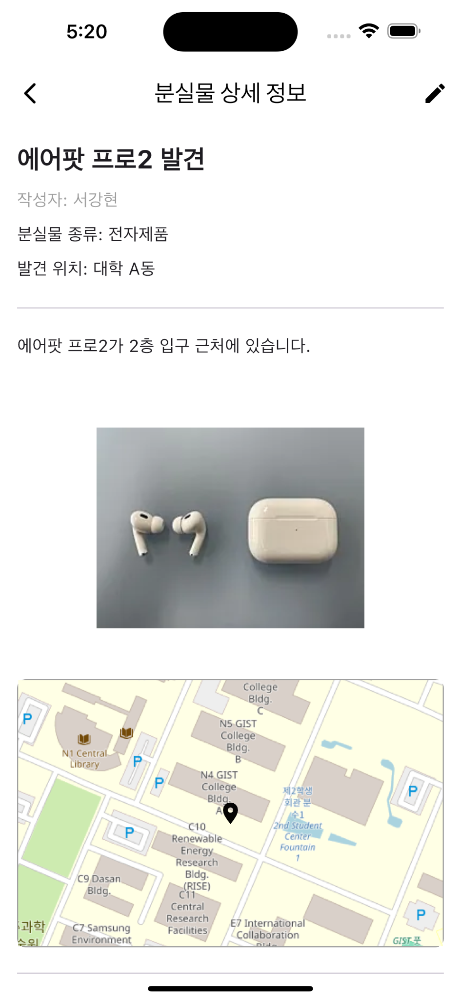 5:20
분실물 상세 정보
에어팟 프로2 발견
작성자: 서강현
분실물 종류: 전자제품
발견 위치: 대학 A동
에어팟 프로2가 2층 입구 근처에 있습니다.
College
Bldg.
C
P
N5 GIST
College
Bldg.
B
N1 Central
Library
P
P
N4 GIST
College
Bldg.
A
제2학생
회관 분
수1
2nd Student
Center
Fountain
1
P
P
C10
Renewable
Energy
Research
Bldg.
(RISE)
C9 Dasan
Bldg.
C11
Central
Research
Facilities
P
과학
C7 Samsung
Environment
E7 International
Collaboration
Bldg
GIST 풋